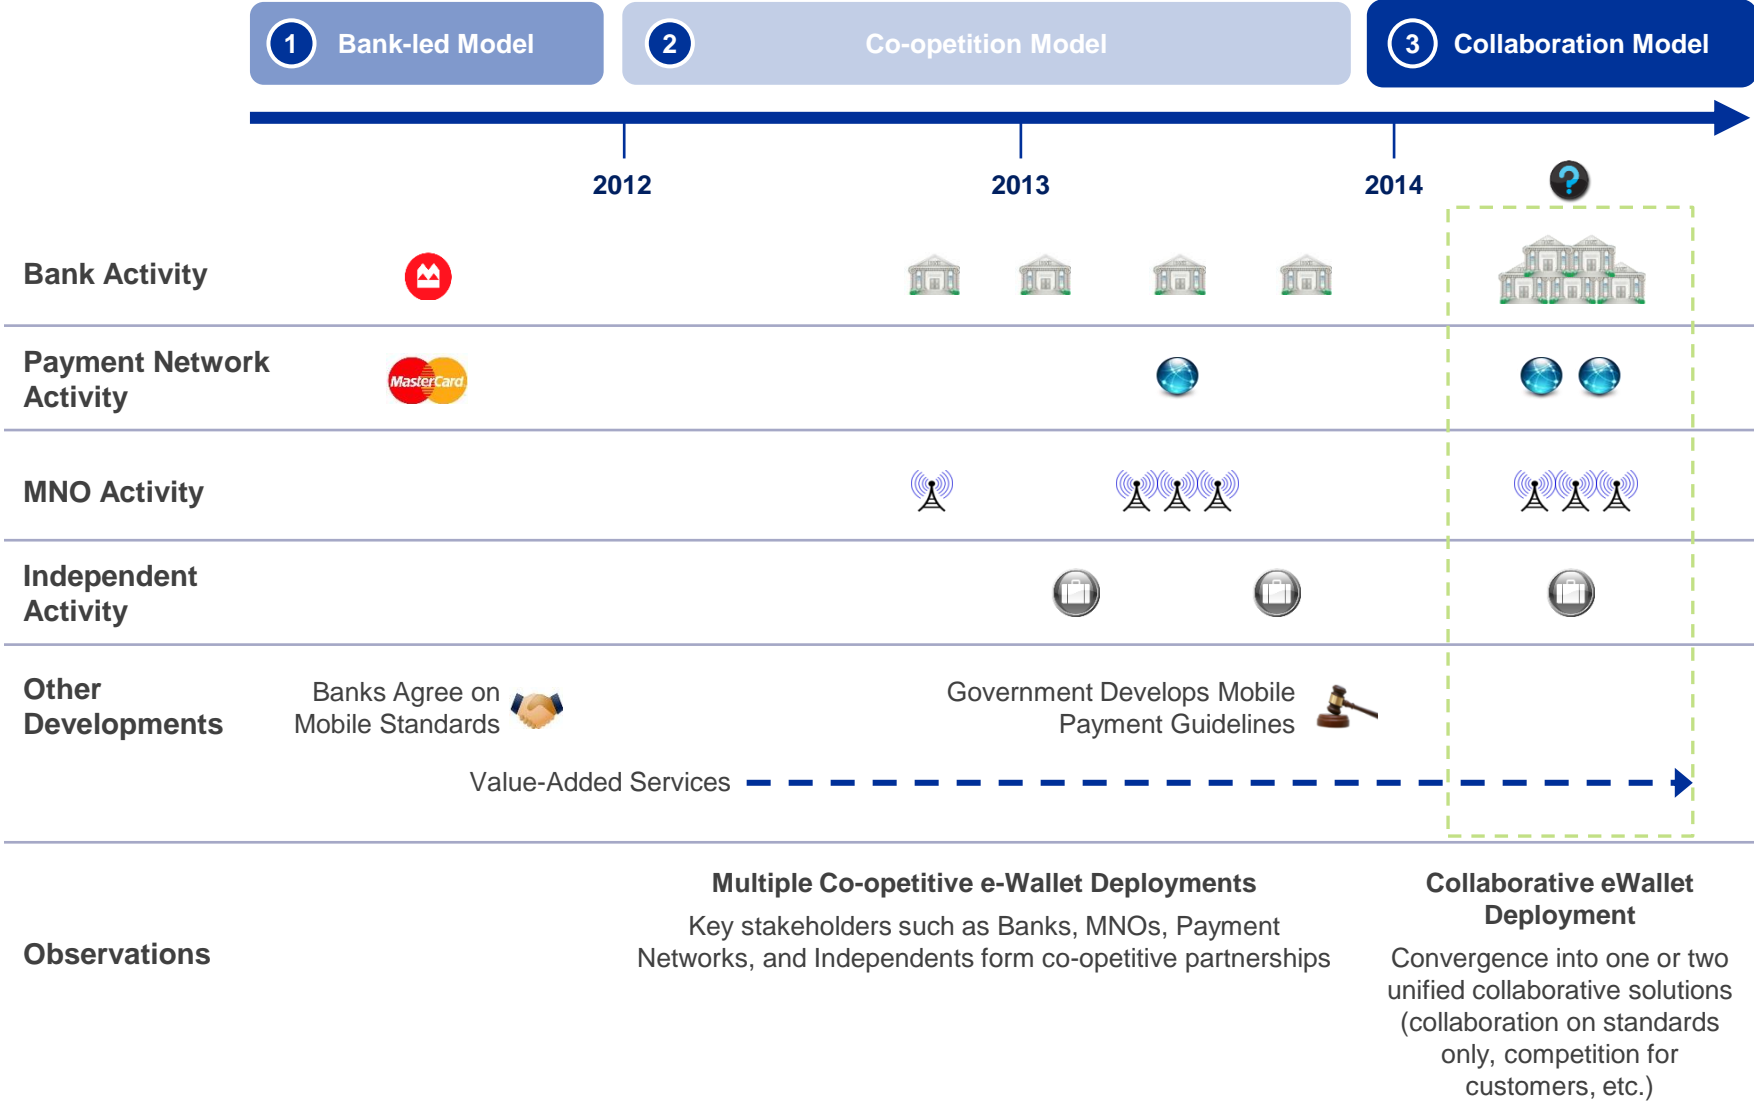 1 Bank-led Model
2 Co-opetition Model
3 Collaboration Model
2012
2013
2014
?
Bank Activity
Payment Network
Activity
MasterCard
MNO Activity
Independent
Activity
Other
Developments
Banks Agree on
Mobile Standards
Government Develops Mobile
Payment Guidelines
Value-Added Services
Observations
Multiple Co-opetitive e-Wallet Deployments
Key stakeholders such as Banks, MNOs, Payment
Networks, and Independents form co-opetitive partnerships
Collaborative eWallet
Deployment
Convergence into one or two
unified collaborative solutions
(collaboration on standards
only, competition for
customers, etc.)